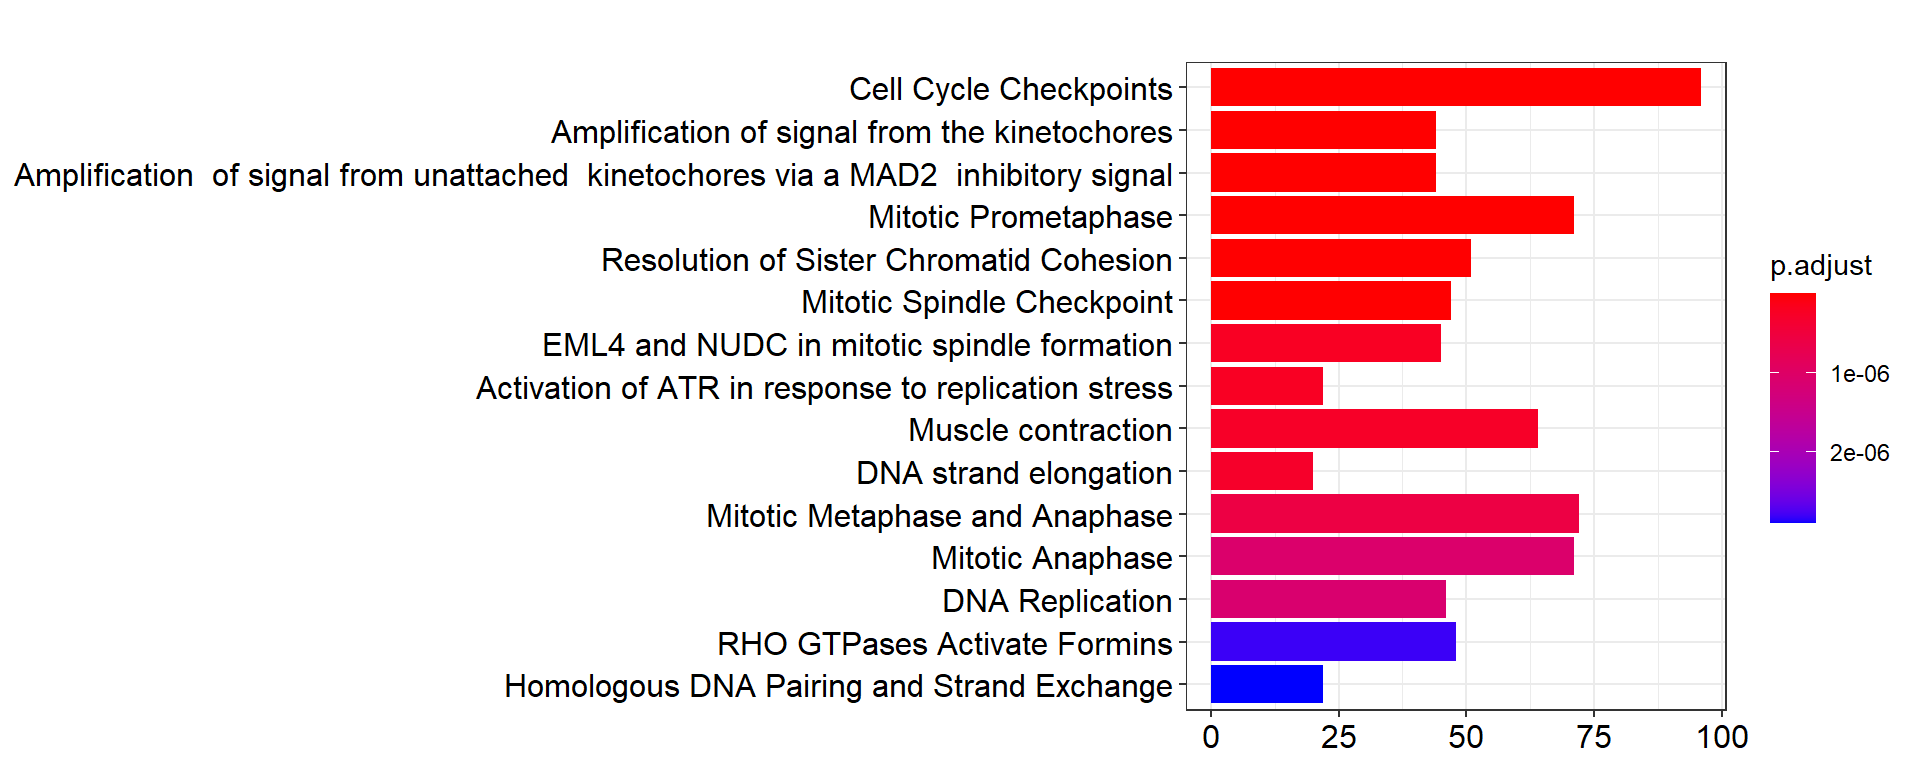 Cell Cycle Checkpoints
Amplification of signal from the kinetochores
Amplification  of signal from unattached  kinetochores via a MAD2  inhibitory signal
Mitotic Prometaphase
Resolution of Sister Chromatid Cohesion
Mitotic Spindle Checkpoint
EML4 and NUDC in mitotic spindle formation
Activation of ATR in response to replication stress
Muscle contraction
DNA strand elongation
Mitotic Metaphase and Anaphase
Mitotic Anaphase
DNA Replication
RHO GTPases Activate Formins
Homologous DNA Pairing and Strand Exchange
0 25 50 75 100
p.adjust
1e-06
2e-06